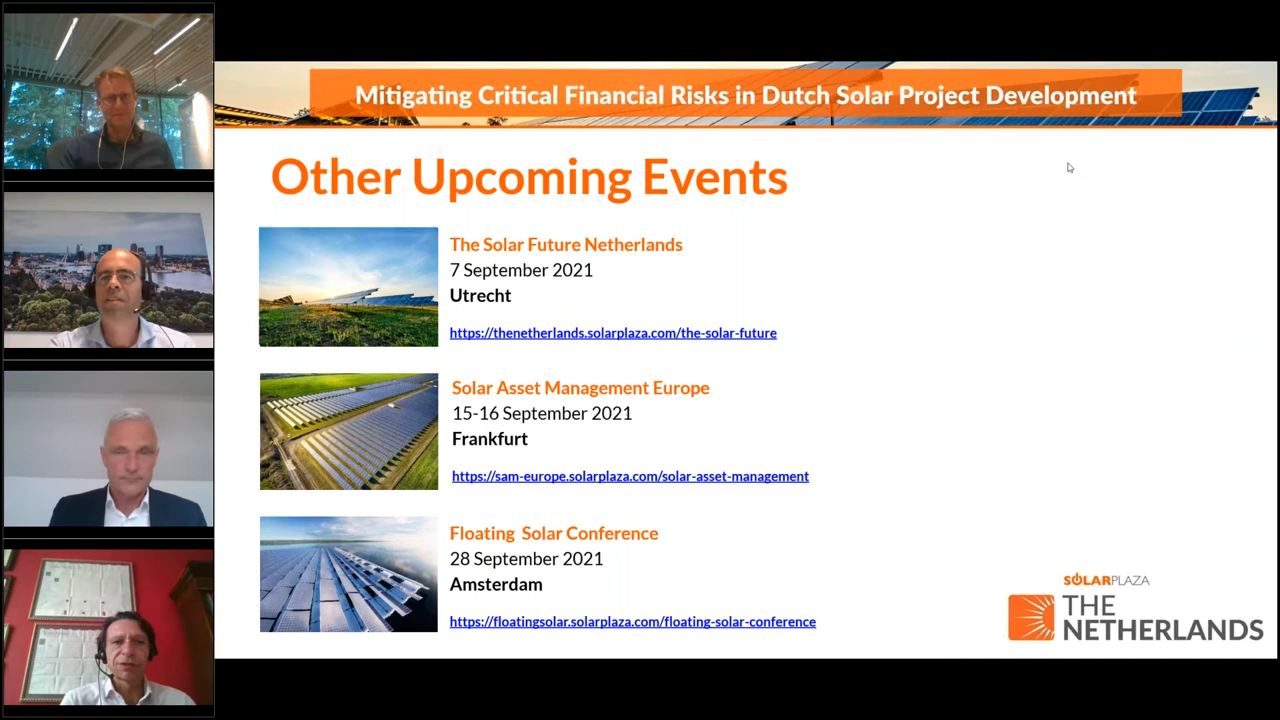 Mitigating Critical Financial Risks in Dutch Solar Project Development
Other Upcoming Events
The Solar Future Netherlands
7 September 2021
Utrecht
https://thenetherlands.solarplaza.com/the-solar-future
Solar Asset Management Europe
15-16 September 2021
Frankfurt
https://sam-europe.solarplaza.com/solar-asset-management
Floating Solar Conference
28 September 2021
Amsterdam
https://floatingsolar.solarplaza.com/floating-solar-conference
SOLARPLAZA
THE
NETHERLANDS